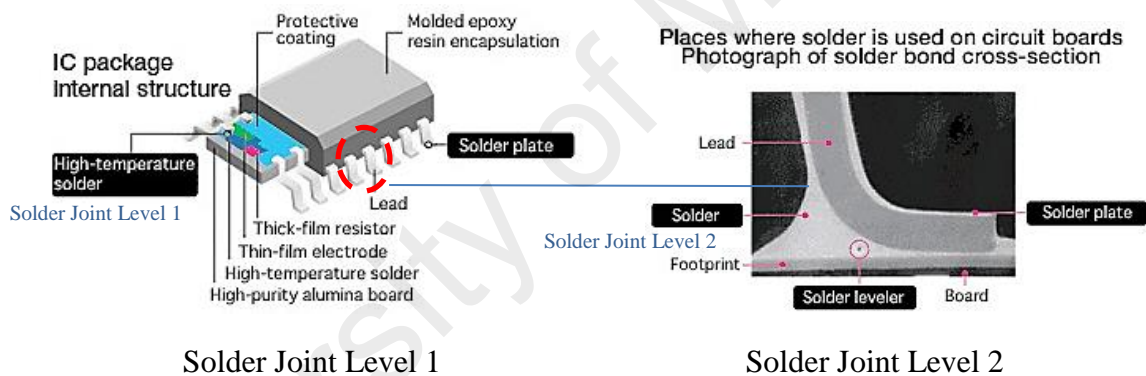 Protective
coating
Molded epoxy
resin encapsulation
IC package
Internal structure
High-temperature
solder
Solder Joint Level 1
Solder plate
Lead
Thick-film resistor
Thin-film electrode
High-temperature solder
High-purity alumina board
Places where solder is used on circuit boards
Photograph of solder bond cross-section
Lead
Solder
Solder plate
Solder Joint Level 2
Footprint
Solder leveler
Board
Solder Joint Level 1
Solder Joint Level 2